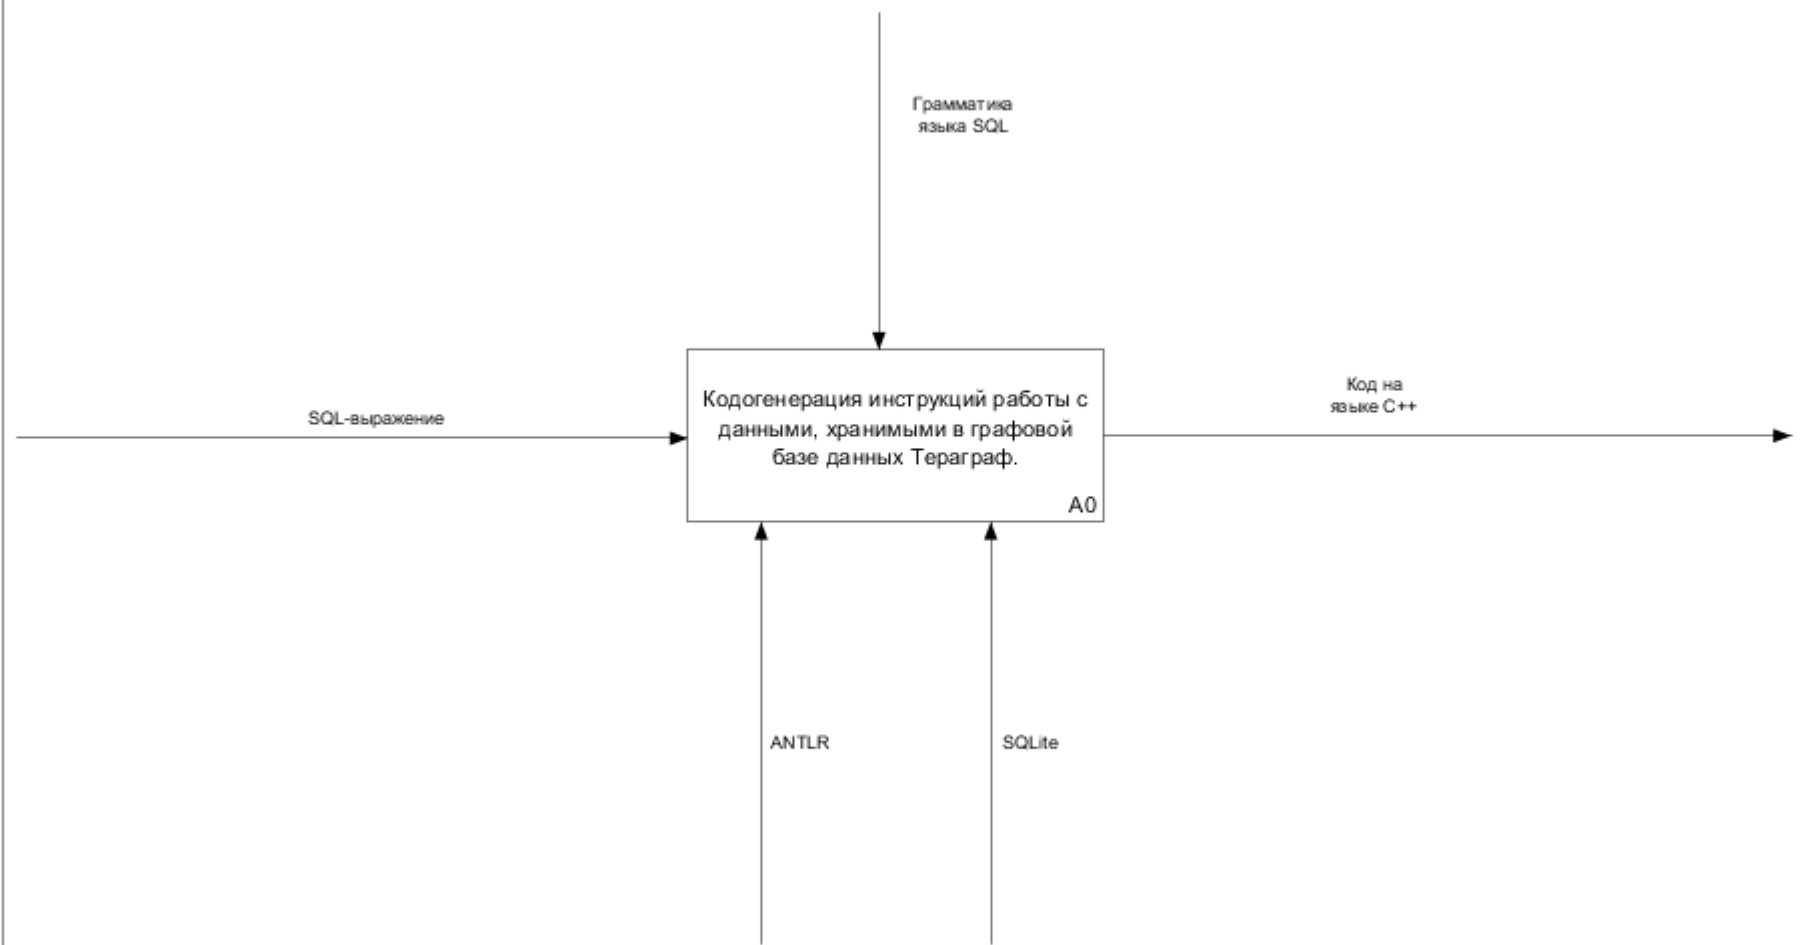 Грамматика
языка SQL
SQL-выражение
Кодогенерация инструкций работы с
данными, хранимыми в графовой
базе данных Тераграф.
A0
Код на
языке C++
ANTLR
SQLite